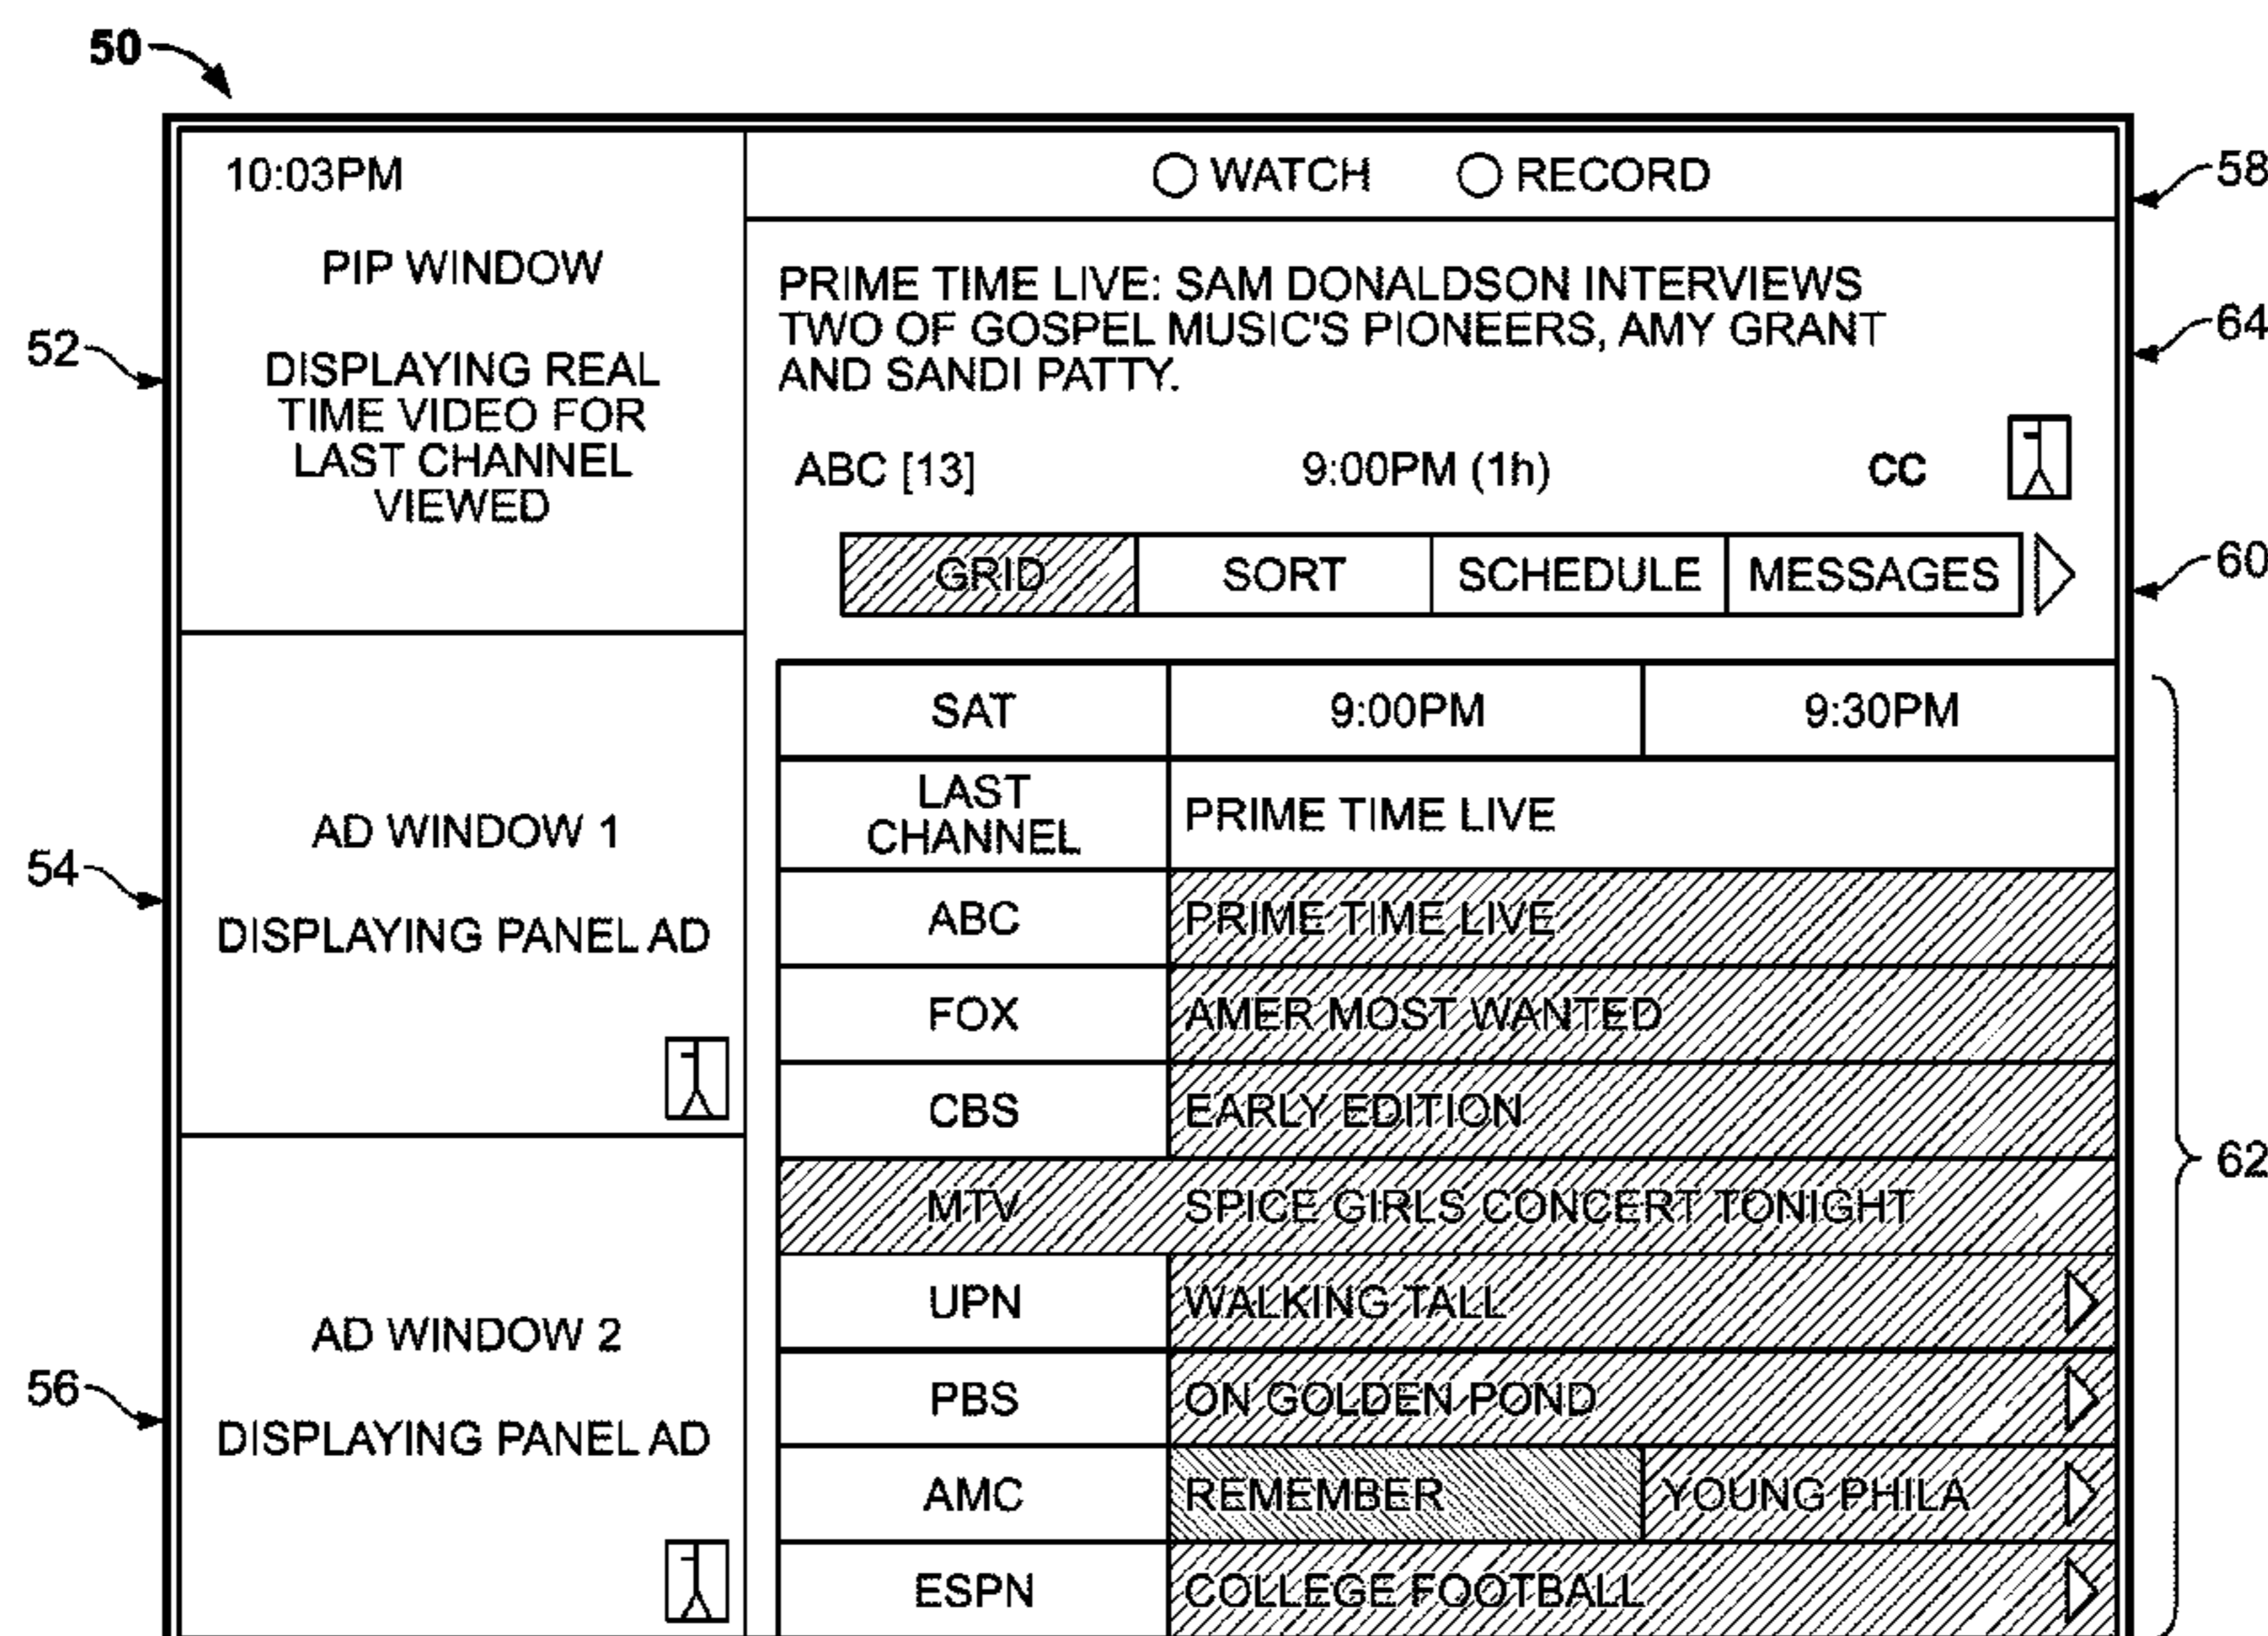 50
10:03PM
PIP WINDOW
DISPLAYING REAL
TIME VIDEO FOR
LAST CHANNEL
VIEWED
52
AD WINDOW 1
DISPLAYING PANEL AD
54
AD WINDOW 2
DISPLAYING PANEL AD
56
WATCH RECORD
58
PRIME TIME LIVE: SAM DONALDSON INTERVIEWS
TWO OF GOSPEL MUSIC'S PIONEERS, AMY GRANT
AND SANDI PATTY.
64
ABC [13] 9:00PM (1h) CC
GRID SORT SCHEDULE MESSAGES
60
SAT 9:00PM 9:30PM
LAST
CHANNEL
PRIME TIME LIVE
ABC PRIME TIME LIVE
FOX AMER MOST WANTED
CBS EARLY EDITION
MTV SPICE GIRLS CONCERT TONIGHT
62
UPN WALKING TALL
PBS ON GOLDEN POND
AMC REMEMBER YOUNG PHILA
ESPN COLLEGE FOOTBALL